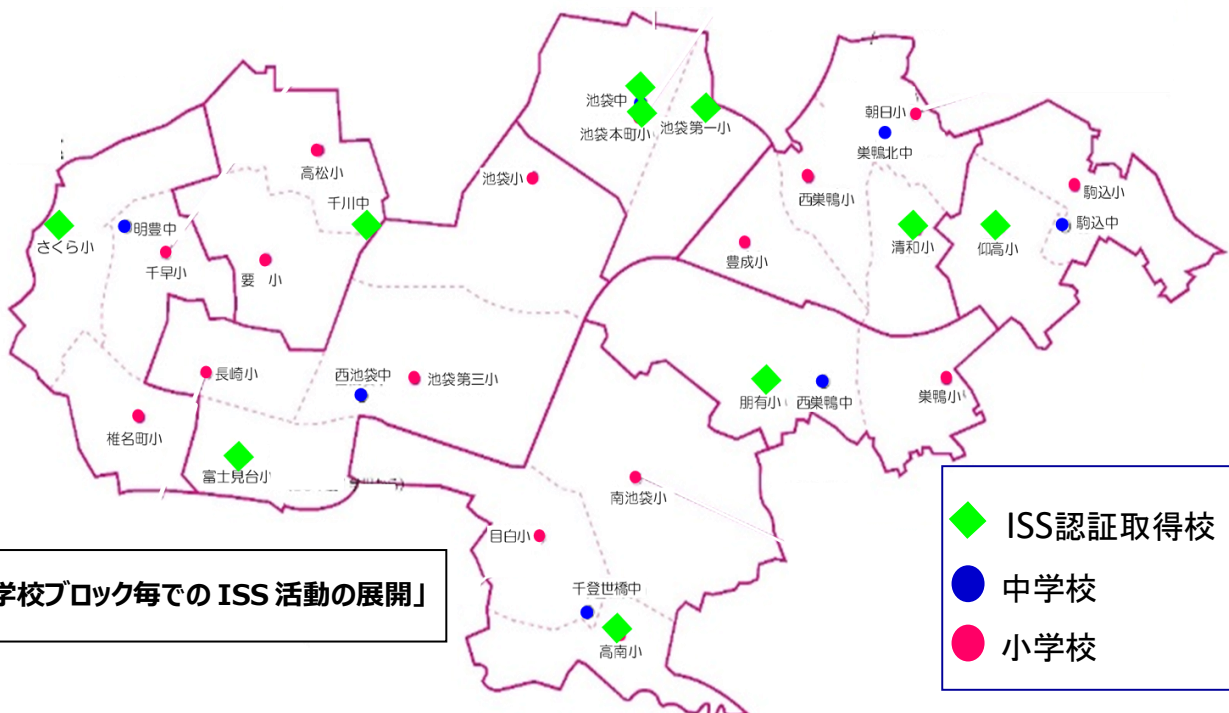 池袋中
池袋本町小
池袋第一小
朝日小
巣鴨北中
高松小
池袋小
西巣鴨小
駒込小
千川中
さくら小
明豊中
千早小
要 小
豊成小
清和小
仰高小
駒込中
長崎小
西池袋中
池袋第三小
朋有小
西巣鴨中
巣鴨小
椎名町小
富士見台小
南池袋小
目白小
千登世橋中
高南小
学校ブロック毎での ISS 活動の展開」
ISS認証取得校
中学校
小学校